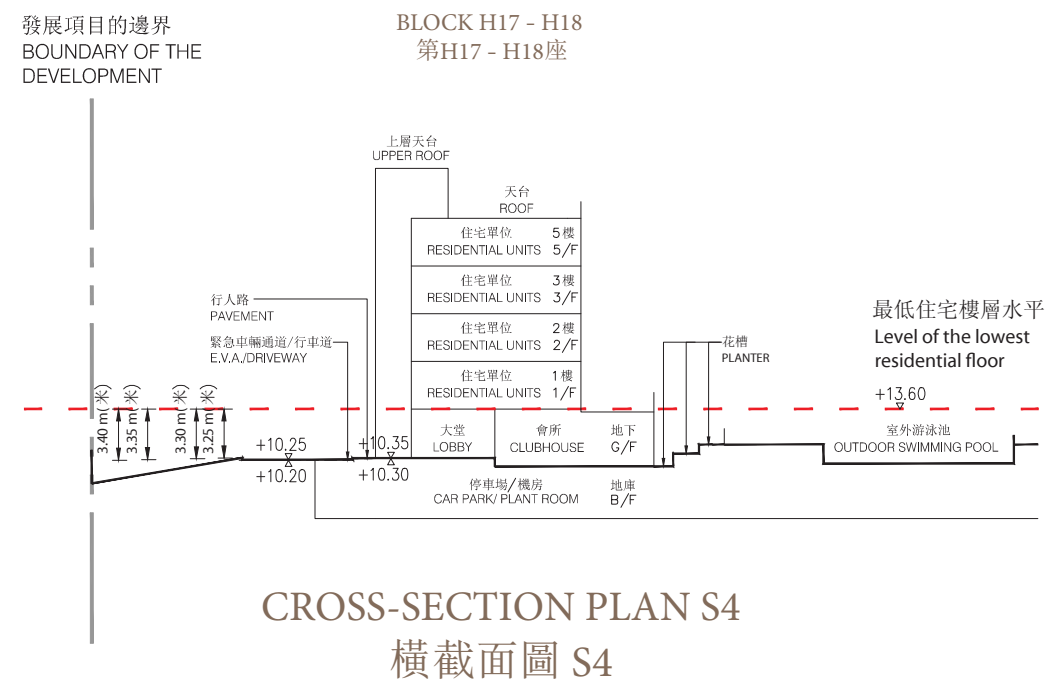 發展項目的邊界
BOUNDARY OF THE
DEVELOPMENT
BLOCK H17 - H18
第H17 - H18座
上層天台
UPPER ROOF
天台
ROOF
住宅單位 5樓
RESIDENTIAL UNITS 5/F
住宅單位 3樓
RESIDENTIAL UNITS 3/F
住宅單位 2樓
RESIDENTIAL UNITS 2/F
住宅單位 1樓
RESIDENTIAL UNITS 1/F
行人路
PAVEMENT
緊急車輛通道/行車道
E.V.A./DRIVEWAY
花槽
PLANTER
最低住宅樓層水平
Level of the lowest
residential floor
+13.60
3.40 m(米)
3.35 m(米)
3.30 m(米)
3.25 m(米)
+10.25
+10.20
+10.35
+10.30
大堂
LOBBY
會所
CLUBHOUSE
地下
G/F
室外游泳池
OUTDOOR SWIMMING POOL
停車場/機房
CAR PARK/ PLANT ROOM
地庫
B/F
CROSS-SECTION PLAN S4
橫截面圖 S4